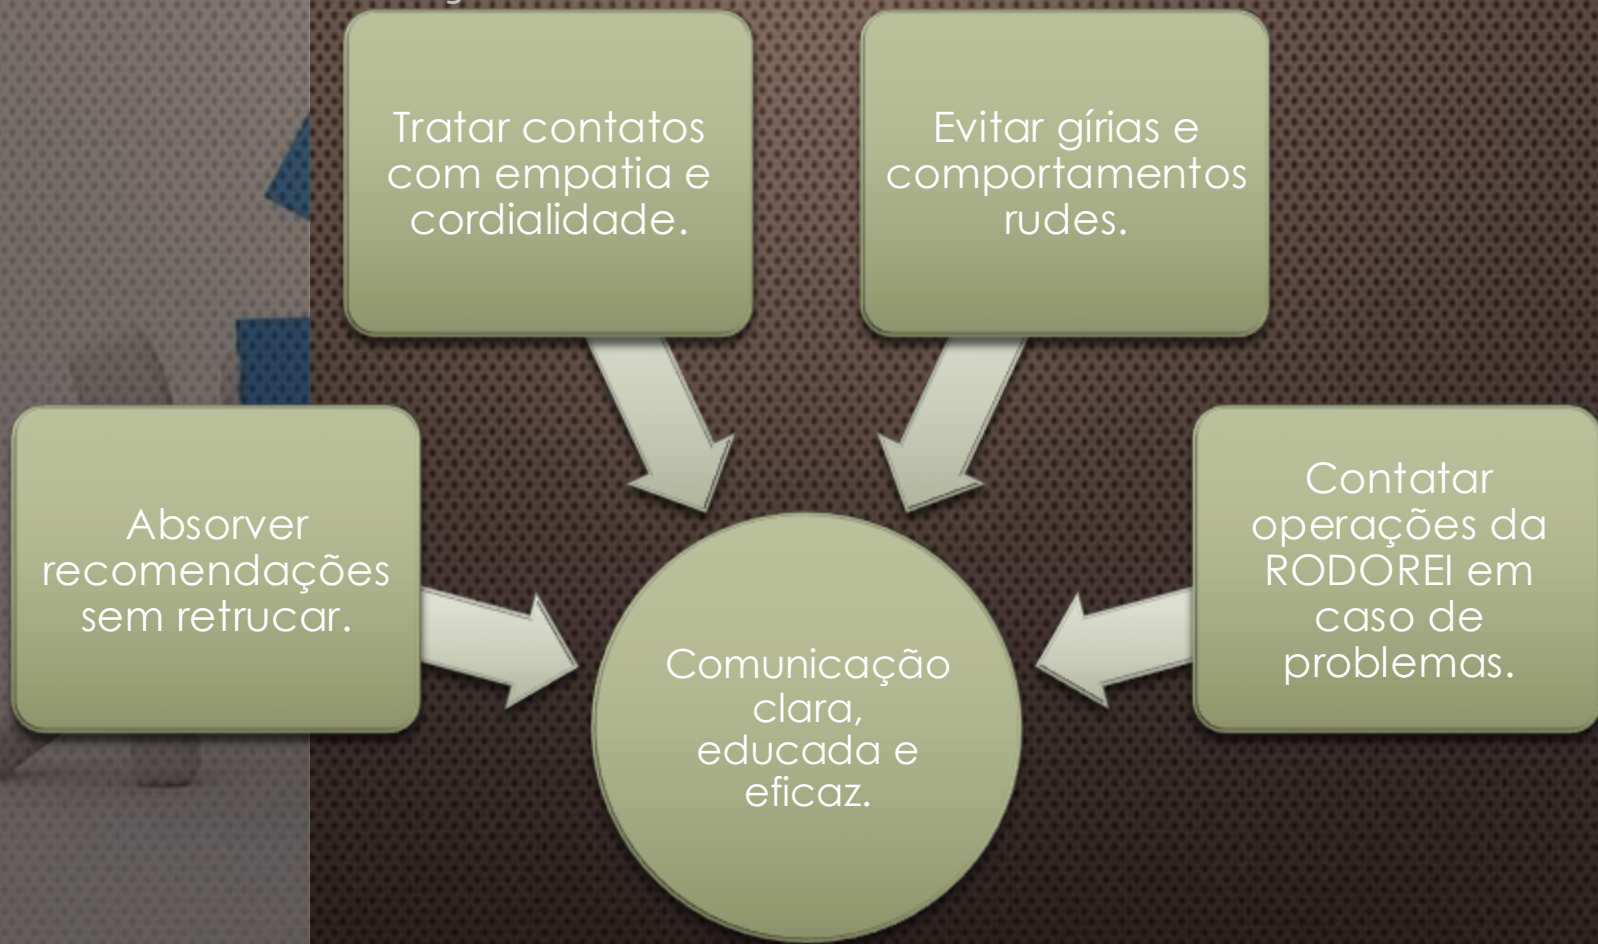 Tratar contatos
com empatia e
cordialidade.
Evitar gírias e
comportamentos
rudes.
Absorver
recomendações
sem retrucar.
Contatar
operações da
RODOREI em
caso de
problemas.
Comunicação
clara,
educada e
eficaz.